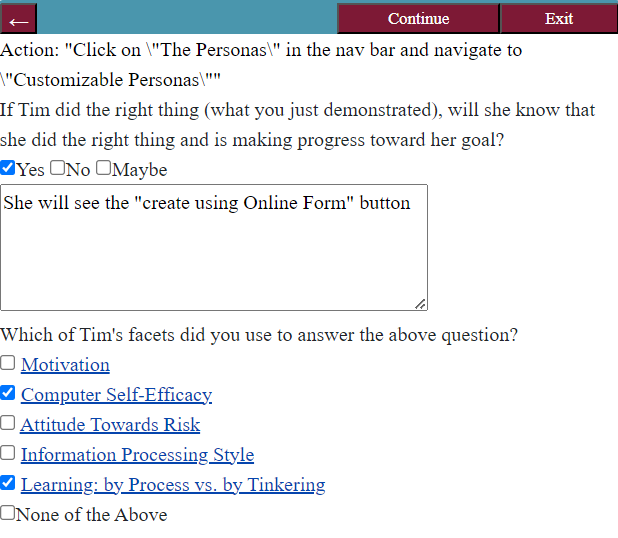 ←
Continue
Exit
Action: "Click on \"The Personas\" in the nav bar and navigate to
\"Customizable Personas\""
If Tim did the right thing (what you just demonstrated), will she know that
she did the right thing and is making progress toward her goal?
Yes No Maybe
She will see the "create using Online Form" button
Which of Tim's facets did you use to answer the above question?
Motivation
Computer Self-Efficacy
Attitude Towards Risk
Information Processing Style
Learning: by Process vs. by Tinkering
None of the Above